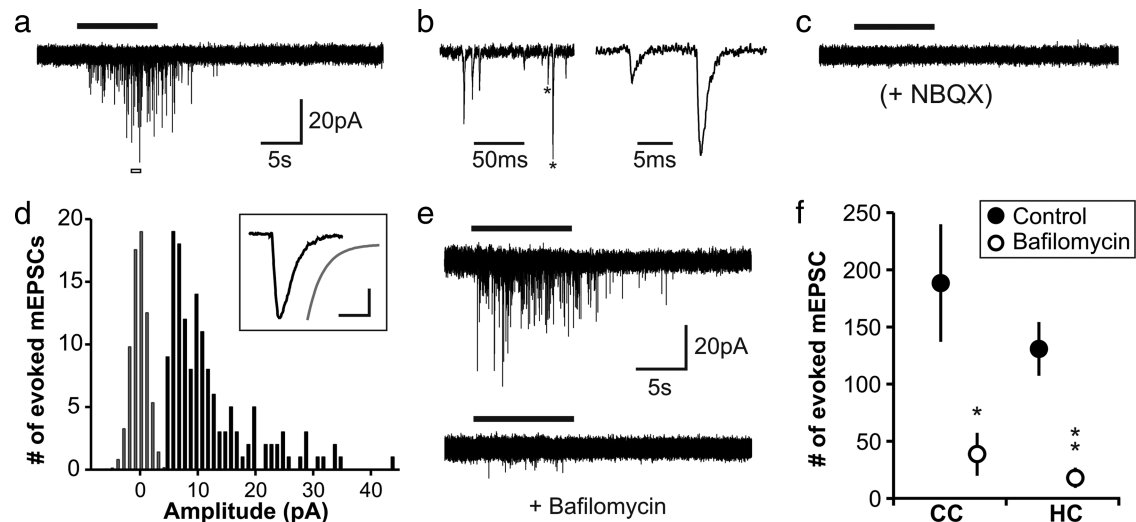 a
20pA
5s
b
*
*
50ms
5ms
c
(+ NBQX)
d
# of evoked mEPSCs
20
15
10
5
0
0 10 20 30 40
Amplitude (pA)
e
20pA
5s
+ Bafilomycin
f
# of evoked mEPSC
250
200
150
100
50
0
Control
Bafilomycin
*
*
*
CC HC